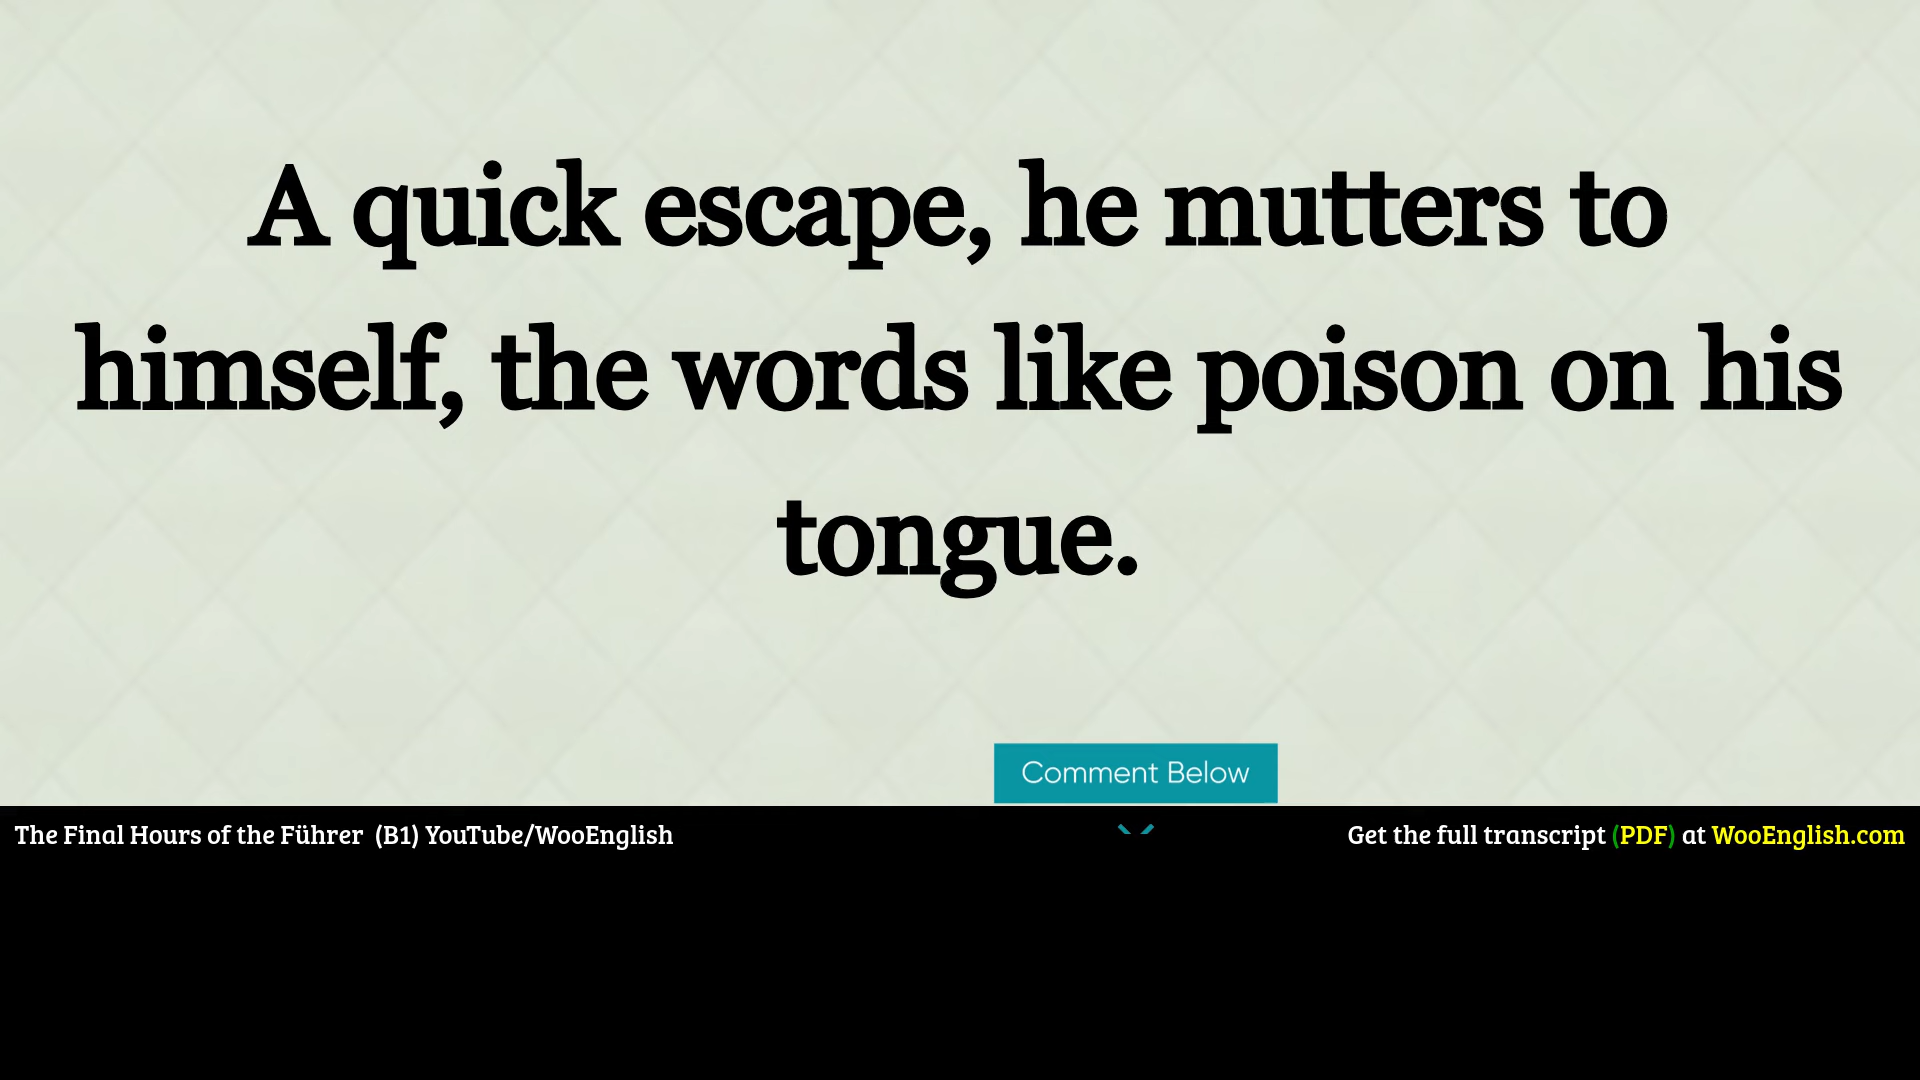 A quick escape, he mutters to
himself, the words like poison on his
tongue.
Comment Below
The Final Hours of the Führer (B1) YouTube/WooEnglish
Get the full transcript (PDF) at WooEnglish.com